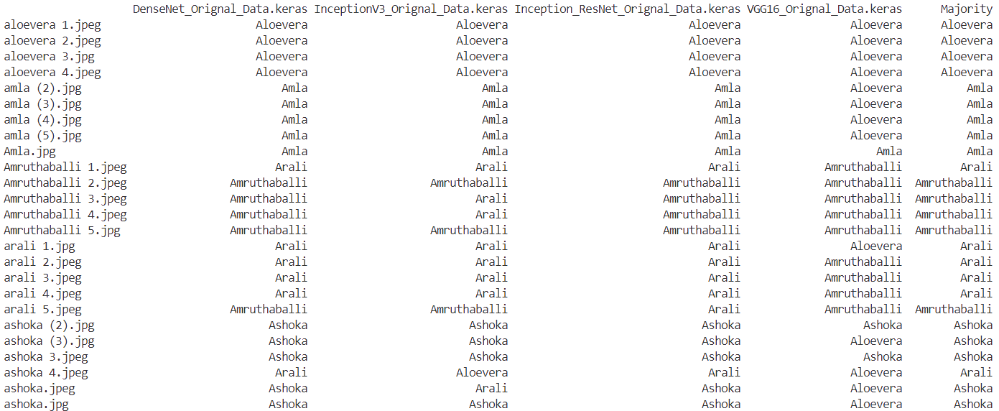 DenseNet_Orignal_Data.keras InceptionV3_Orignal_Data.keras Inception_ResNet_Orignal_Data.keras VGG16_Orignal_Data.keras Majority
aloevera 1.jpeg Aloevera Aloevera Aloevera Aloevera Aloevera
aloevera 2.jpeg Aloevera Aloevera Aloevera Aloevera Aloevera
aloevera 3.jpg Aloevera Aloevera Aloevera Aloevera Aloevera
aloevera 4.jpeg Aloevera Aloevera Aloevera Aloevera Aloevera
amla (2).jpg Amla Amla Amla Aloevera Amla
amla (3).jpg Amla Amla Amla Aloevera Amla
amla (4).jpg Amla Amla Amla Aloevera Amla
amla (5).jpg Amla Amla Amla Aloevera Amla
Amla.jpg Amla Amla Amla Amla Amla
Amruthaballi 1.jpeg Arali Arali Arali Amruthaballi Arali
Amruthaballi 2.jpeg Amruthaballi Amruthaballi Amruthaballi Amruthaballi Amruthaballi
Amruthaballi 3.jpeg Amruthaballi Arali Amruthaballi Amruthaballi Amruthaballi
Amruthaballi 4.jpeg Amruthaballi Arali Amruthaballi Amruthaballi Amruthaballi
Amruthaballi 5.jpg Amruthaballi Amruthaballi Amruthaballi Amruthaballi Amruthaballi
arali 1.jpg Arali Arali Arali Aloevera Arali
arali 2.jpeg Arali Arali Arali Amruthaballi Arali
arali 3.jpeg Arali Arali Arali Amruthaballi Arali
arali 4.jpeg Arali Arali Arali Amruthaballi Arali
arali 5.jpeg Amruthaballi Amruthaballi Arali Amruthaballi Amruthaballi
ashoka (2).jpg Ashoka Ashoka Ashoka Ashoka Ashoka
ashoka (3).jpg Ashoka Ashoka Ashoka Aloevera Ashoka
ashoka 3.jpeg Ashoka Ashoka Ashoka Ashoka Ashoka
ashoka 4.jpeg Arali Aloevera Arali Aloevera Arali
ashoka.jpeg Ashoka Arali Ashoka Aloevera Ashoka
ashoka.jpg Ashoka Ashoka Ashoka Aloevera Ashoka